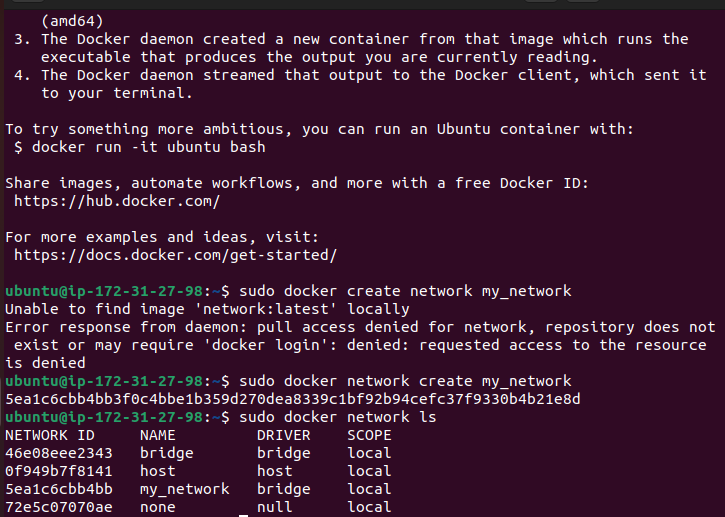 (amd64)
3. The Docker daemon created a new container from that image which runs the
executable that produces the output you are currently reading.
4. The Docker daemon streamed that output to the Docker client, which sent it
to your terminal.
To try something more ambitious, you can run an Ubuntu container with:
$ docker run -it ubuntu bash
Share images, automate workflows, and more with a free Docker ID:
https://hub.docker.com/
For more examples and ideas, visit:
https://docs.docker.com/get-started/
ubuntu@ip-172-31-27-98:~$ sudo docker create network my_network
Unable to find image 'network:latest' locally
Error response from daemon: pull access denied for network, repository does not
exist or may require 'docker login': denied: requested access to the resource
is denied
ubuntu@ip-172-31-27-98:~$ sudo docker network create my_network
5ea1c6cbb4bb3f0c4bbe1b359d270dea8339c1bf92b94cefc37f9330b4b21e8d
ubuntu@ip-172-31-27-98:~$ sudo docker network ls
NETWORK ID NAME DRIVER SCOPE
46e08eee2343 bridge bridge local
0f949b7f8141 host host local
5ea1c6cbb4bb my_network bridge local
72e5c07070ae none null local